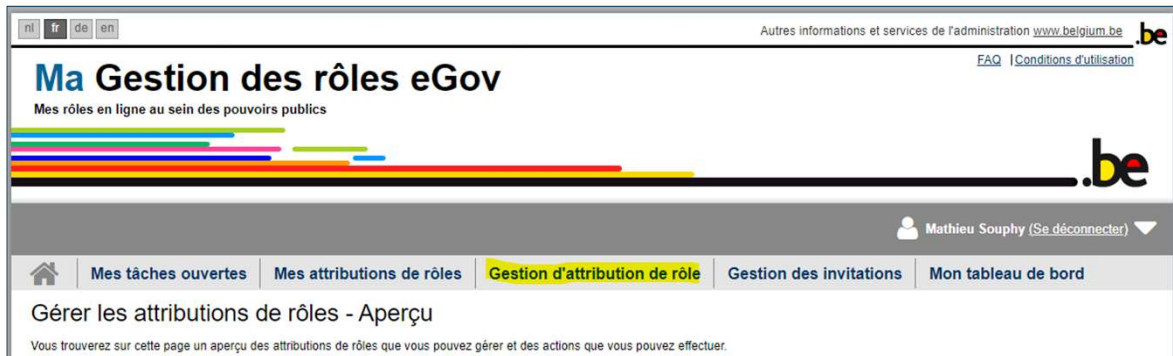 nl fr de en
Autres informations et services de l'administration www.belgium.be
.be
FAQ | Conditions d'utilisation
Ma Gestion des rôles eGov
Mes rôles en ligne au sein des pouvoirs publics
.be
Mathieu Souphy (Se déconnecter)
Mes tâches ouvertes Mes attributions de rôles Gestion d'attribution de rôle Gestion des invitations Mon tableau de bord
Gérer les attributions de rôles - Aperçu
Vous trouverez sur cette page un aperçu des attributions de rôles que vous pouvez gérer et des actions que vous pouvez effectuer.